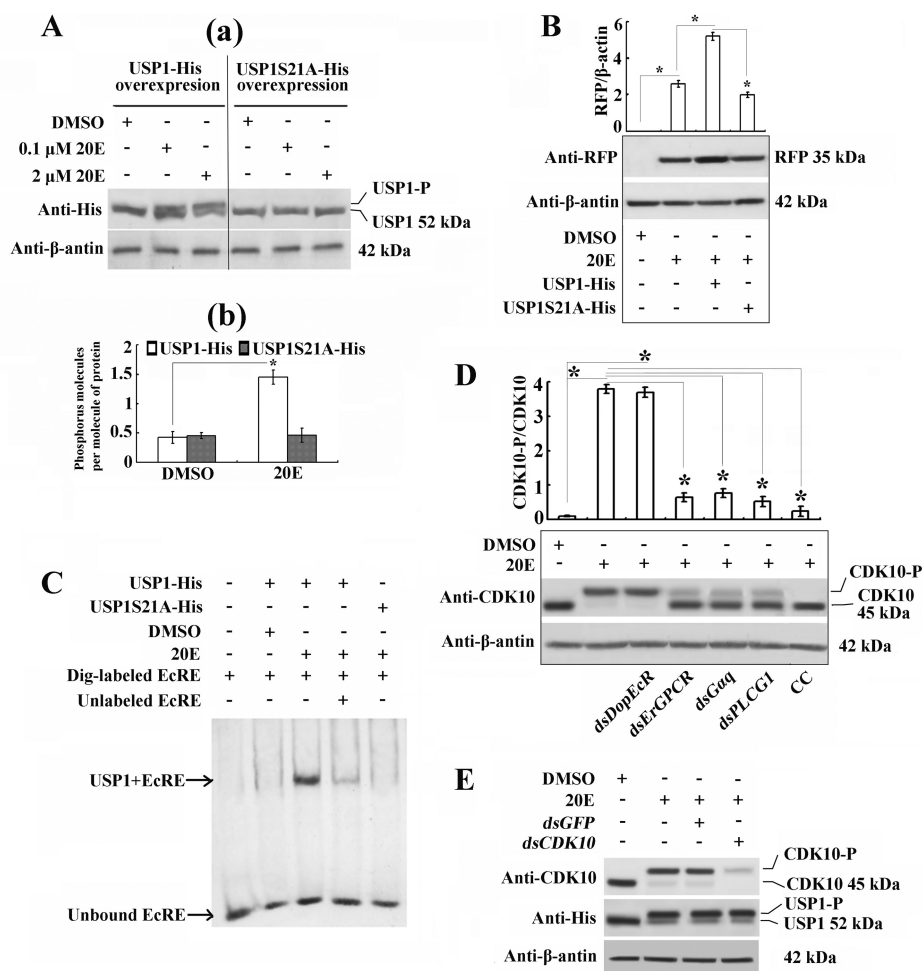 A
(a)
USP1-His overexpresion
USP1S21A-His overexpresion
DMSO + - - + - -
0.1 μM 20E - + - - + -
2 μM 20E - - + - - +
Anti-His
USP1-P
USP1 52 kDa
Anti-β-antin
42 kDa
(b)
USP1-His USP1S21A-His
Phosphorus molecules
per molecule of protein
2
1.5
1
0.5
0
*
DMSO
20E
B
RFP/β-actin
6
4
2
0
*
*
*
Anti-RFP
RFP 35 kDa
Anti-β-antin
42 kDa
DMSO + - - -
20E - + + +
USP1-His - - + -
USP1S21A-His - - - +
C
USP1-His - + + + -
USP1S21A-His - - - - +
DMSO - + - - -
20E - - + + +
Dig-labeled EcRE + + + + +
Unlabeled EcRE - - - + -
USP1+EcRE
Unbound EcRE
D
CDK10-P/CDK10
4
3
2
1
0
*
*
* * * *
DMSO + - - - - - -
20E - + + + + + +
Anti-CDK10
CDK10-P
CDK10
45 kDa
Anti-β-antin
42 kDa
dsDopEcR
dsErGPCR
dsGαq
dsPLCG1
CC
E
DMSO + - - -
20E - + + +
dsGFP - - + -
dsCDK10 - - - +
Anti-CDK10
CDK10-P
CDK10 45 kDa
Anti-His
USP1-P
USP1 52 kDa
Anti-β-antin
42 kDa